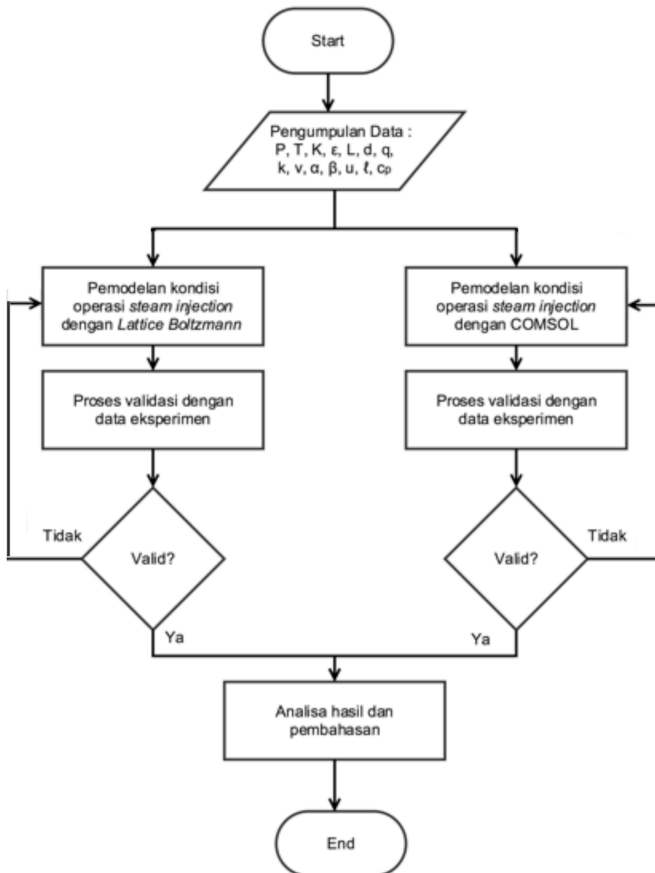 Start
Pengumpulan Data :
P, T, K, ε, L, d, q,
k, v, α, β, u, ℓ, cₚ
Pemodelan kondisi
operasi steam injection
dengan Lattice Boltzmann
Proses validasi dengan
data eksperimen
Valid?
Tidak
Ya
Pemodelan kondisi
operasi steam injection
dengan COMSOL
Proses validasi dengan
data eksperimen
Valid?
Tidak
Ya
Analisa hasil dan
pembahasan
End